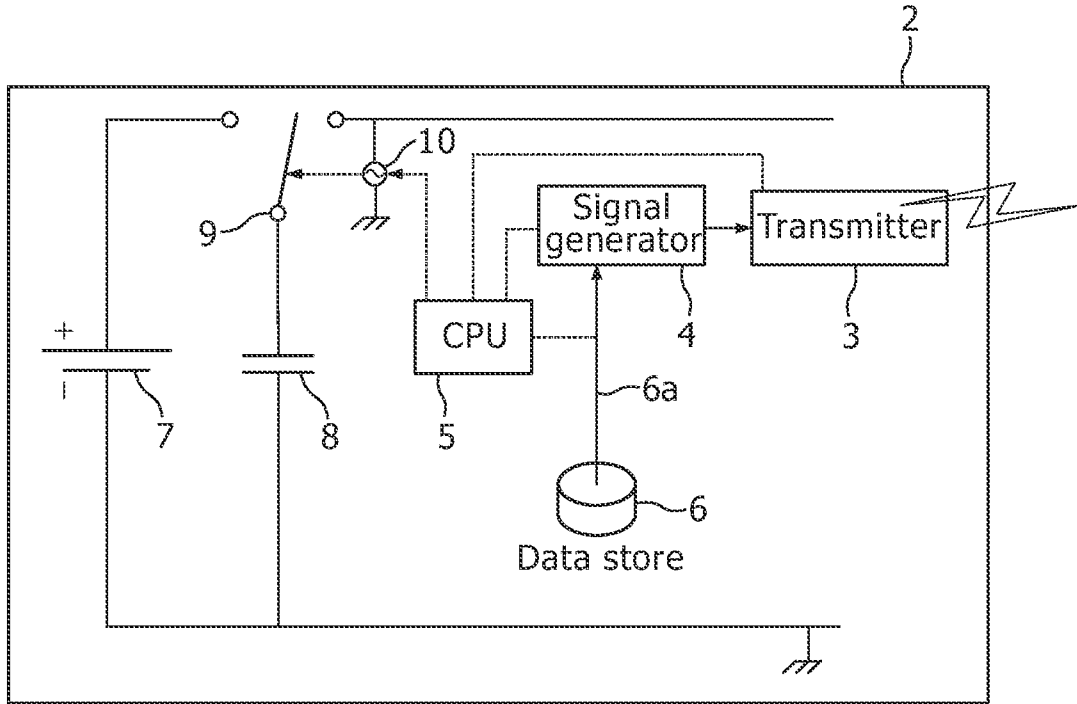 2
10
9
Signal
generator
Transmitter
4
3
CPU
+
−
7
8
5
6a
6
Data store